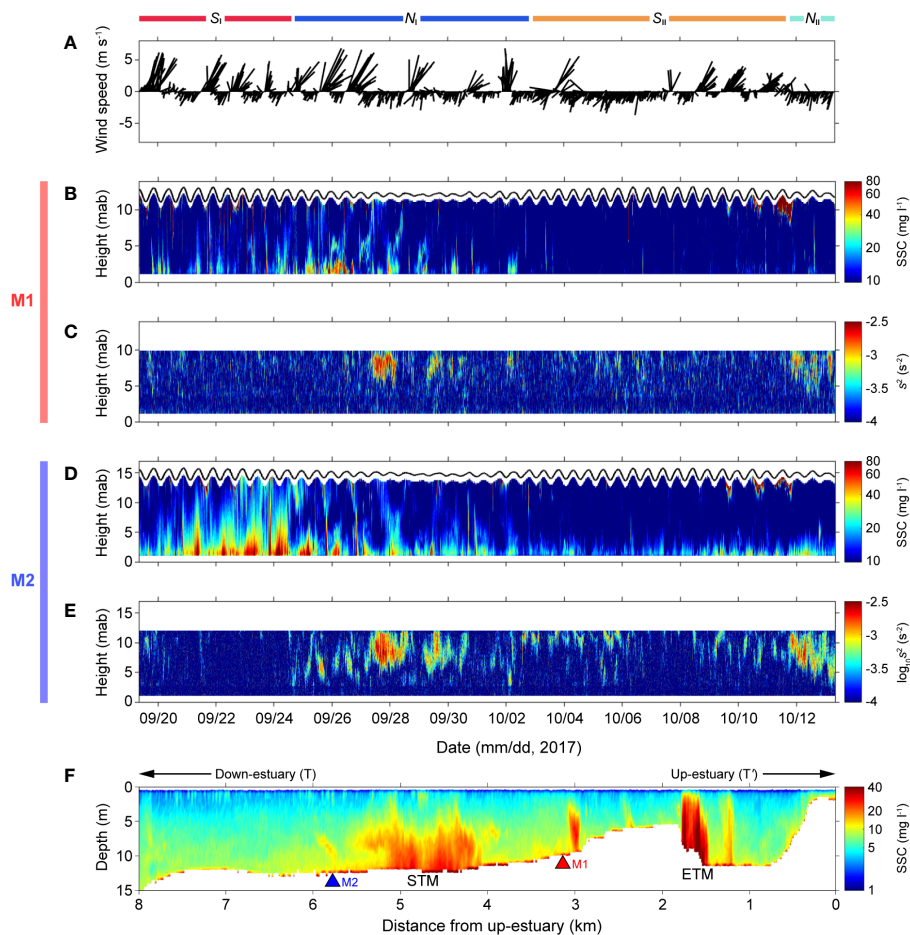 S_I N_I S_II N_II
A
Wind speed (m s⁻¹)
5
0
-5
M1
B
Height (mab)
10
5
0
80
60
40
20
10
SSC (mg l⁻¹)
C
Height (mab)
10
5
0
-2.5
-3
-3.5
-4
s² (s⁻²)
M2
D
Height (mab)
15
10
5
0
80
60
40
20
10
SSC (mg l⁻¹)
E
Height (mab)
15
10
5
0
-2.5
-3
-3.5
-4
log₁₀s² (s⁻²)
09/20 09/22 09/24 09/26 09/28 09/30 10/02 10/04 10/06 10/08 10/10 10/12
Date (mm/dd, 2017)
F
Down-estuary (T) Up-estuary (T')
Depth (m)
0
5
10
15
M2 STM M1 ETM
40
20
10
5
1
SSC (mg l⁻¹)
8 7 6 5 4 3 2 1 0
Distance from up-estuary (km)